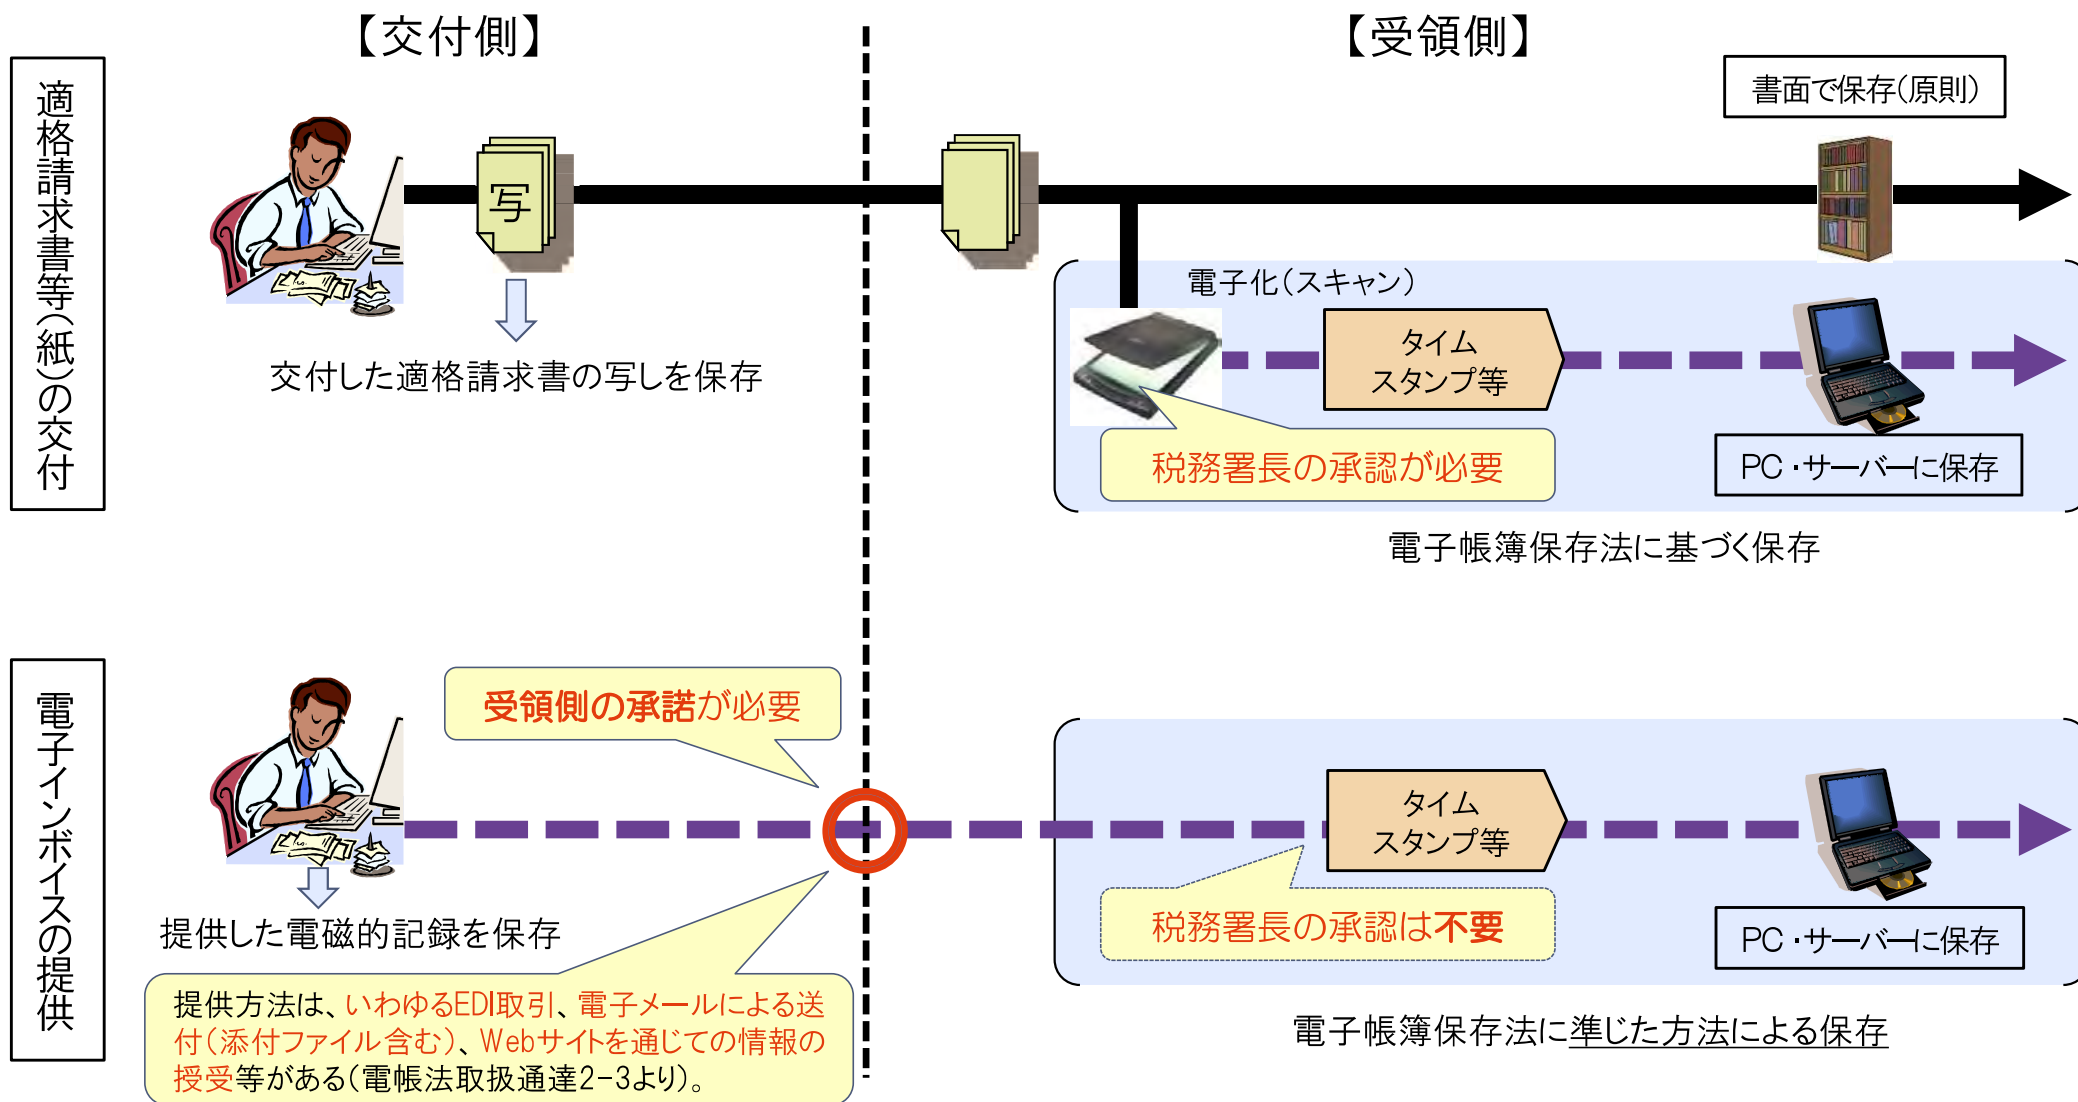 【交付側】
【受領側】
適格請求書等（紙）の交付
書面で保存（原則）
写
交付した適格請求書の写しを保存
電子化（スキャン）
タイム
スタンプ等
税務署長の承認が必要
PC・サーバーに保存
電子帳簿保存法に基づく保存
電子インボイスの提供
受領側の承諾が必要
提供した電磁的記録を保存
提供方法は、いわゆるEDI取引、電子メールによる送
付（添付ファイル含む）、Webサイトを通じての情報の
授受等がある（電帳法取扱通達2-3より）。
タイム
スタンプ等
税務署長の承認は不要
PC・サーバーに保存
電子帳簿保存法に準じた方法による保存